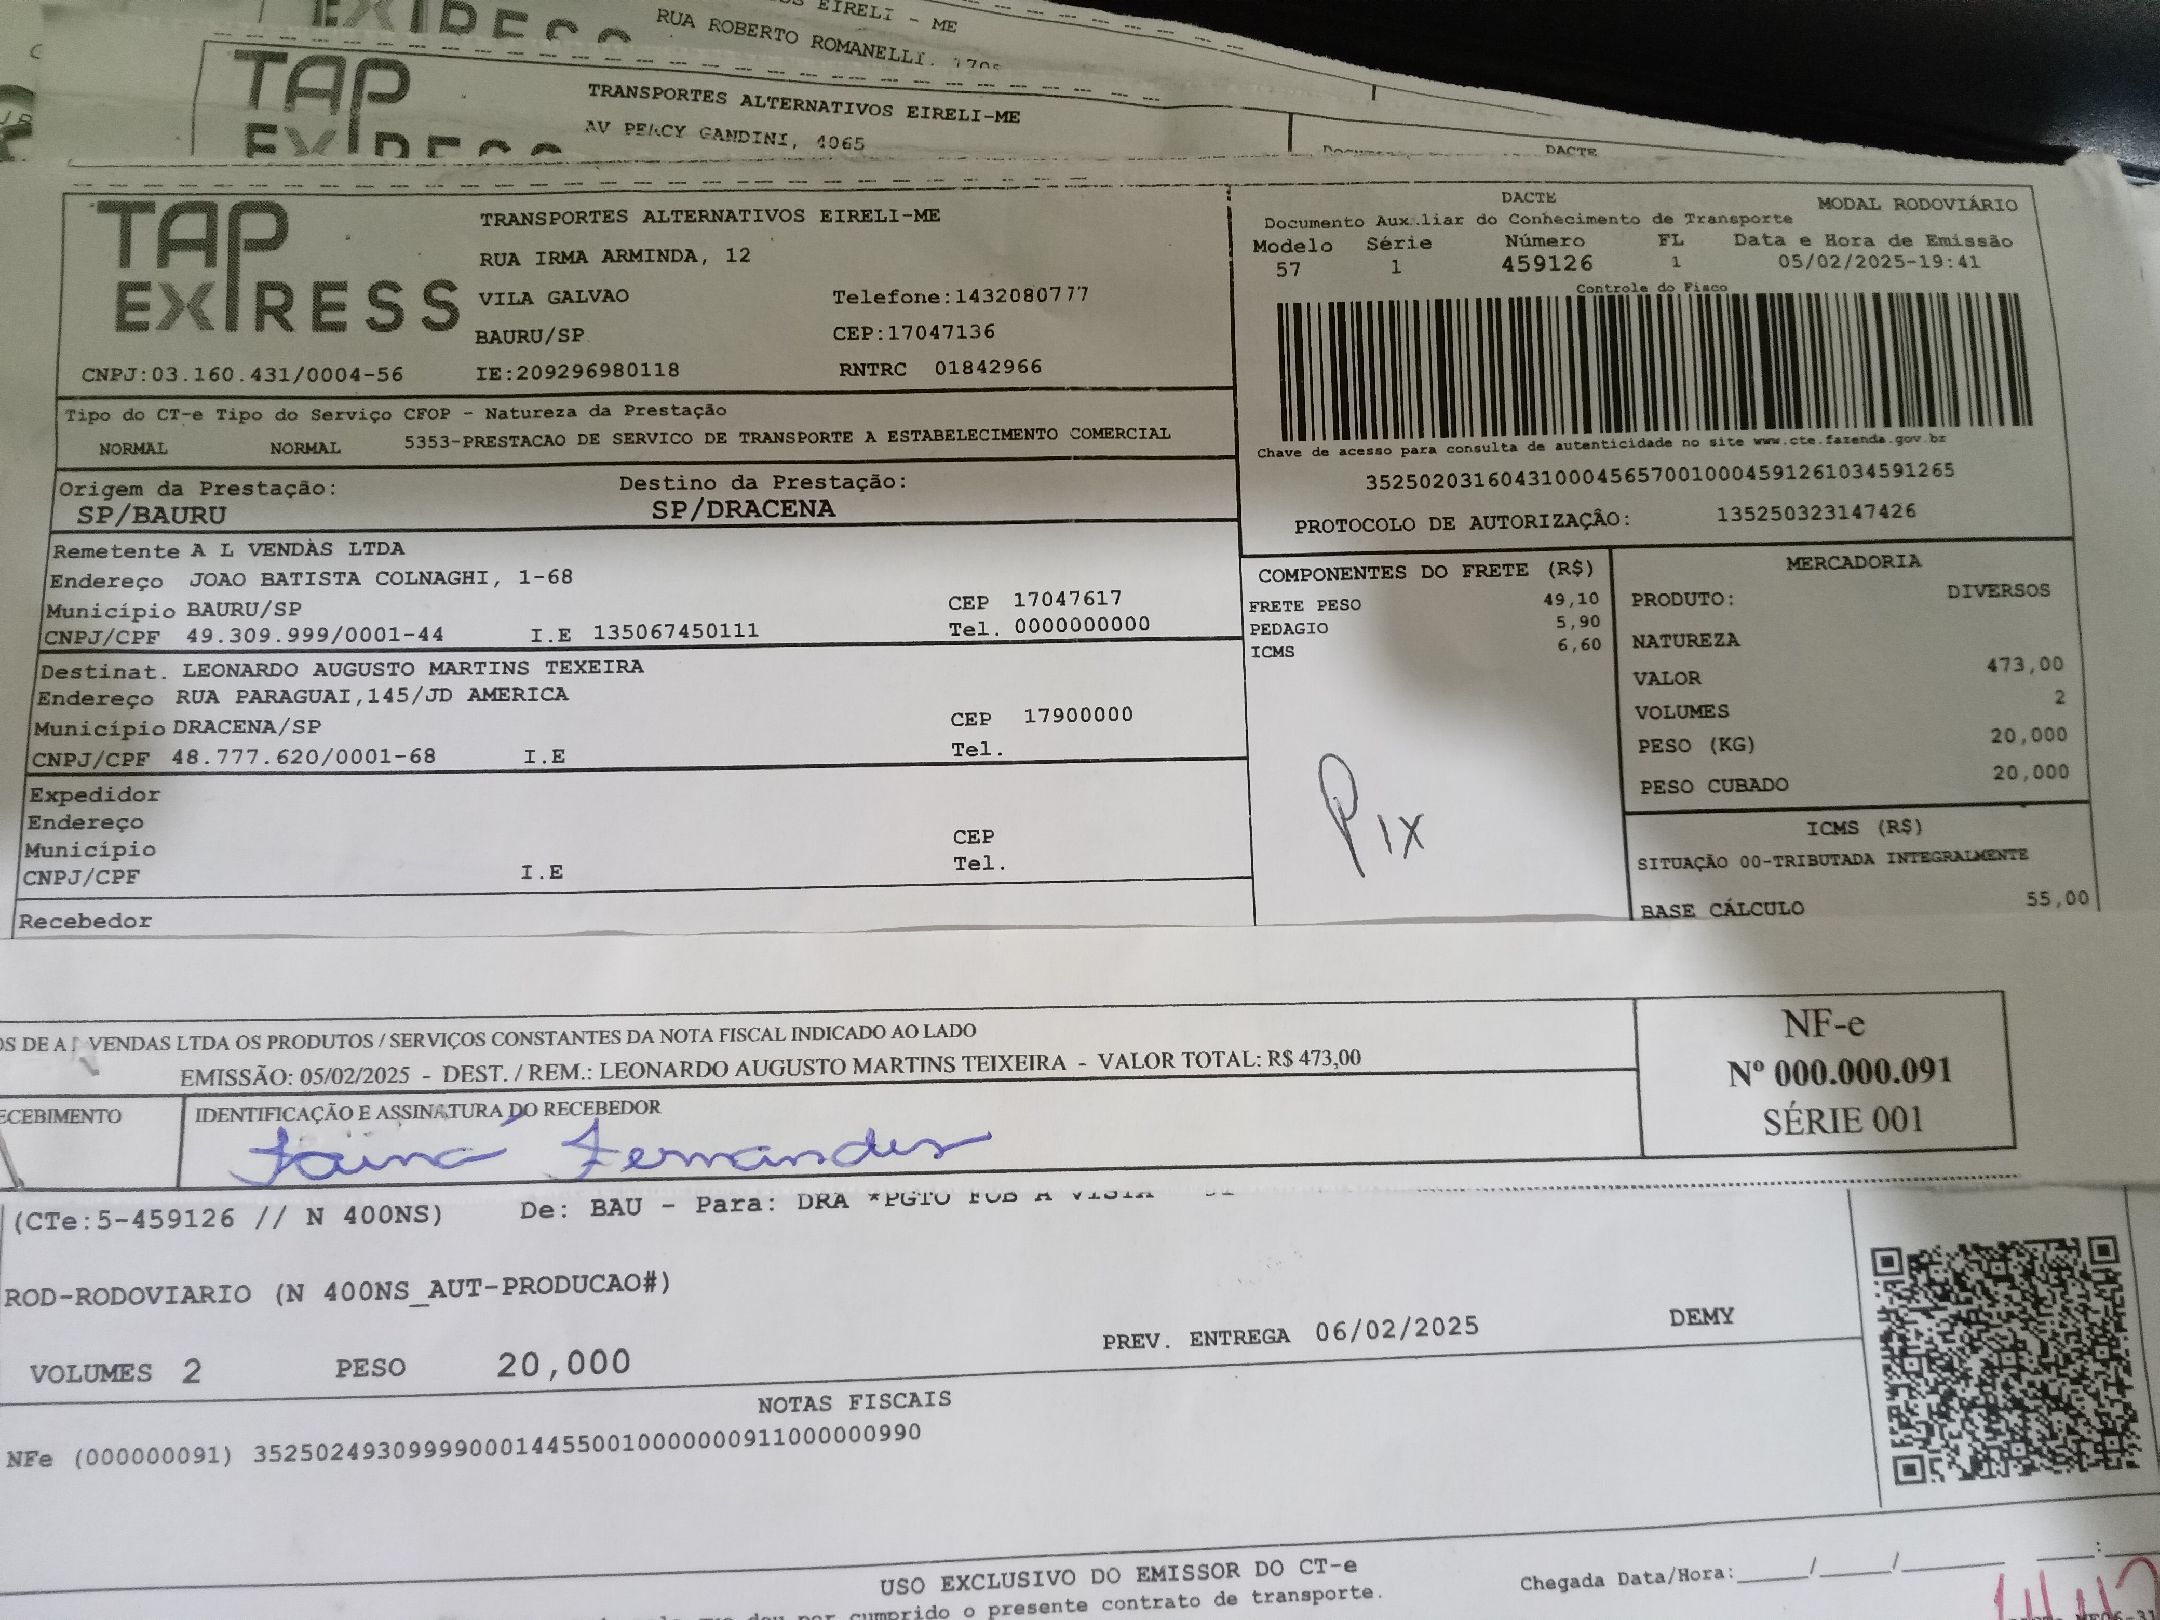 EIRELI - ME
RUA ROBERTO ROMANELLI.
TAP
TRANSPORTES ALTERNATIVOS EIRELI-ME
AV PERCY GANDINI, 4065
DACTE
TAP EXPRESS
TRANSPORTES ALTERNATIVOS EIRELI-ME
RUA IRMA ARMINDA, 12
VILA GALVAO Telefone:1432080777
BAURU/SP CEP:17047136
CNPJ:03.160.431/0004-56 IE:209296980118 RNTRC 01842966
DACTE MODAL RODOVIÁRIO
Documento Aux..liar do Conhecimento de Transporte
Modelo Série Número FL Data e Hora de Emissão
57 1 459126 1 05/02/2025-19:41
Controle do Fisco
Chave de acesso para consulta de autenticidade no site www.cte.fazenda.gov.br
35250203160431000456570010004591261034591265
PROTOCOLO DE AUTORIZAÇÂO: 135250323147426
Tipo do CT-e Tipo do Serviço CFOP - Natureza da Prestação
NORMAL NORMAL 5353-PRESTACAO DE SERVICO DE TRANSPORTE A ESTABELECIMENTO COMERCIAL
Origem da Prestação: Destino da Prestação:
SP/BAURU SP/DRACENA
Remetente A L VENDAS LTDA
Endereço JOAO BATISTA COLNAGHI, 1-68
Município BAURU/SP CEP 17047617
CNPJ/CPF 49.309.999/0001-44 I.E 135067450111 Tel. 0000000000
Destinat. LEONARDO AUGUSTO MARTINS TEXEIRA
Endereço RUA PARAGUAI,145/JD AMERICA
Município DRACENA/SP CEP 17900000
CNPJ/CPF 48.777.620/0001-68 I.E Tel.
Expedidor
Endereço
Município CEP
CNPJ/CPF I.E Tel.
Recebedor
COMPONENTES DO FRETE (R$)
FRETE PESO 49,10
PEDAGIO 5,90
ICMS 6,60
Pix
MERCADORIA
PRODUTO: DIVERSOS
NATUREZA
VALOR 473,00
VOLUMES 2
PESO (KG) 20,000
PESO CUBADO 20,000
ICMS (R$)
SITUAÇÃO 00-TRIBUTADA INTEGRALMENTE
BASE CÁLCULO 55,00
OS DE A L VENDAS LTDA OS PRODUTOS / SERVIÇOS CONSTANTES DA NOTA FISCAL INDICADO AO LADO
EMISSÃO: 05/02/2025 - DEST. / REM.: LEONARDO AUGUSTO MARTINS TEIXEIRA - VALOR TOTAL: R$ 473,00
ECEBIMENTO IDENTIFICAÇÃO E ASSINATURA DO RECEBEDOR
Tainá Fernandes
NF-e
Nº 000.000.091
SÉRIE 001
(CTe:5-459126 // N 400NS) De: BAU - Para: DRA *PGTO FOB A VISTA
ROD-RODOVIARIO (N 400NS_AUT-PRODUCAO#)
VOLUMES 2 PESO 20,000 PREV. ENTREGA 06/02/2025 DEMY
NOTAS FISCAIS
NFe (000000091) 35250249309999000144550010000000911000000990
USO EXCLUSIVO DO EMISSOR DO CT-e
cumprido o presente contrato de transporte.
Chegada Data/Hora:_____/_____/_______ ____: